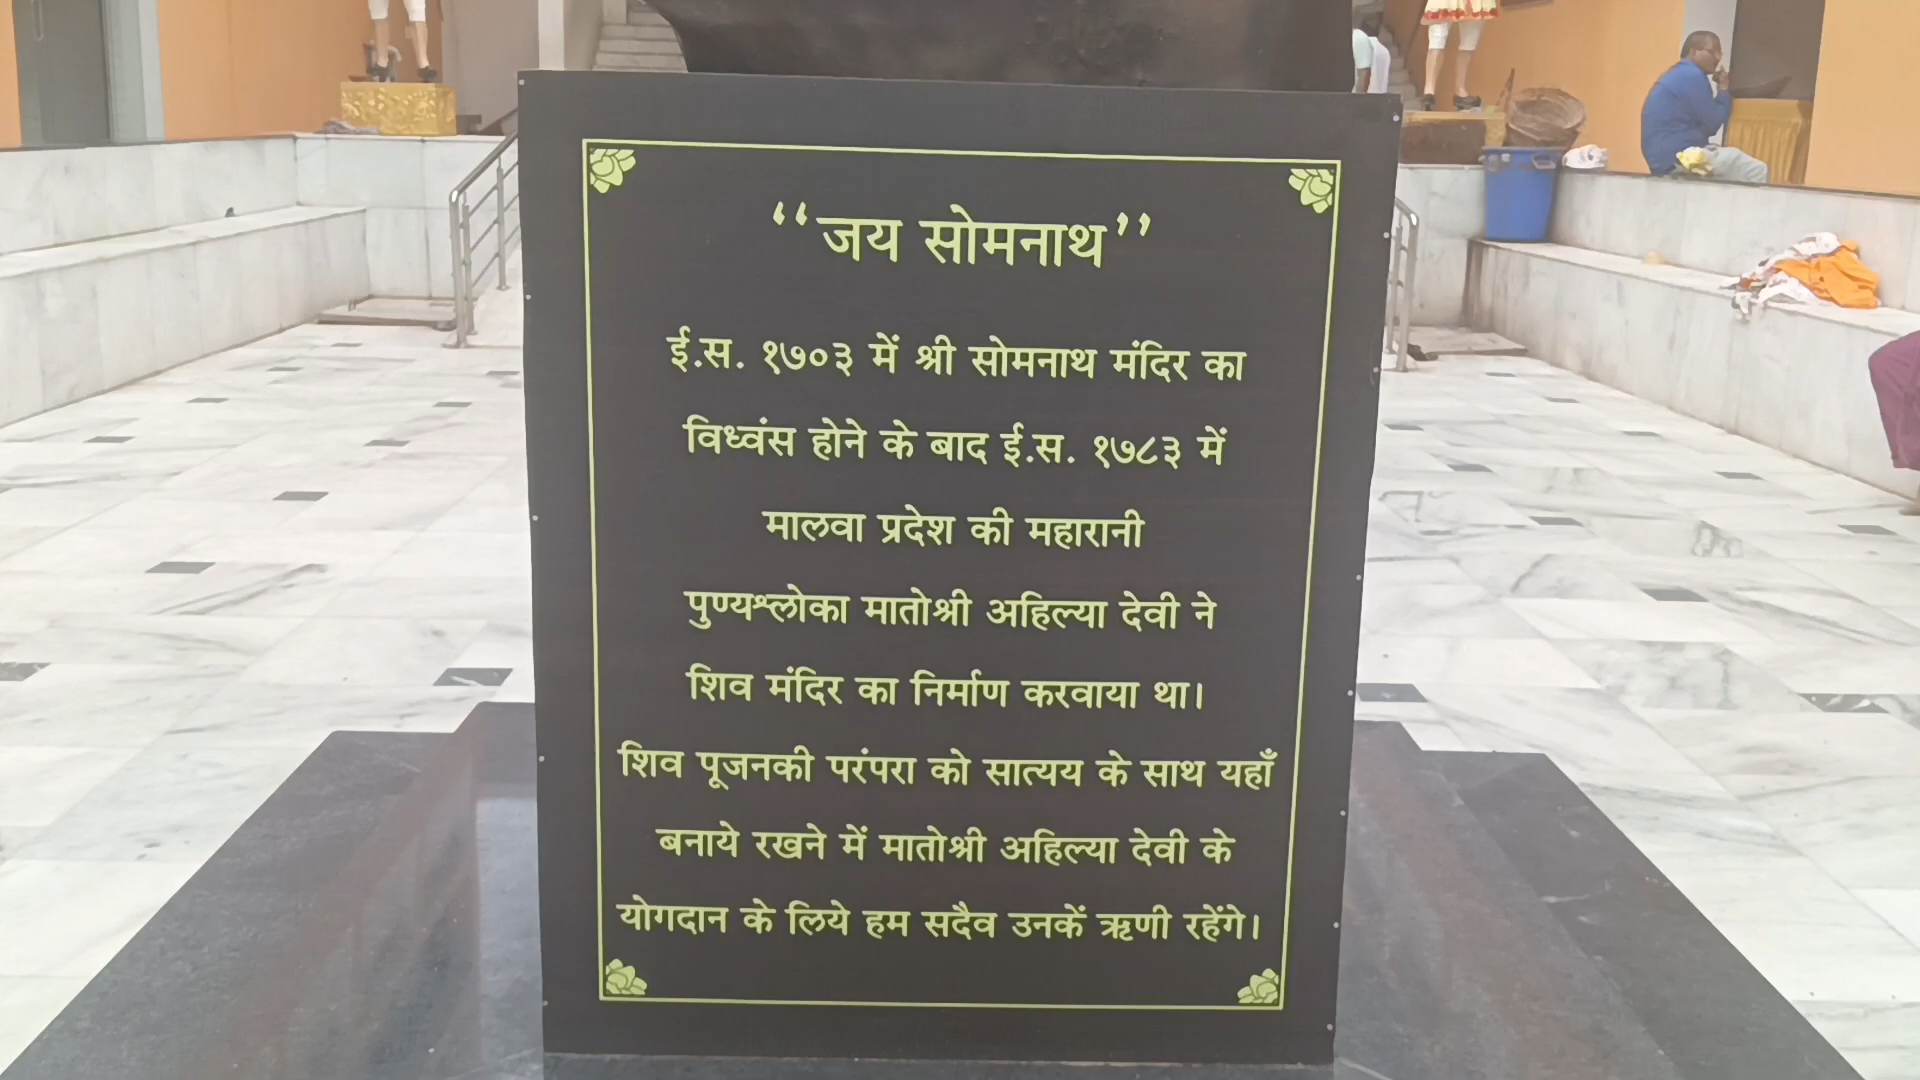 “जय सोमनाथ”
ई.स. १७०३ में श्री सोमनाथ मंदिर का
विध्वंस होने के बाद ई.स. १७८३ में
मालवा प्रदेश की महारानी
पुण्यश्लोका मातोश्री अहिल्या देवी ने
शिव मंदिर का निर्माण करवाया था।
शिव पूजनकी परंपरा को सात्यय के साथ यहाँ
बनाये रखने में मातोश्री अहिल्या देवी के
योगदान के लिये हम सदैव उनकें ऋणी रहेंगे।